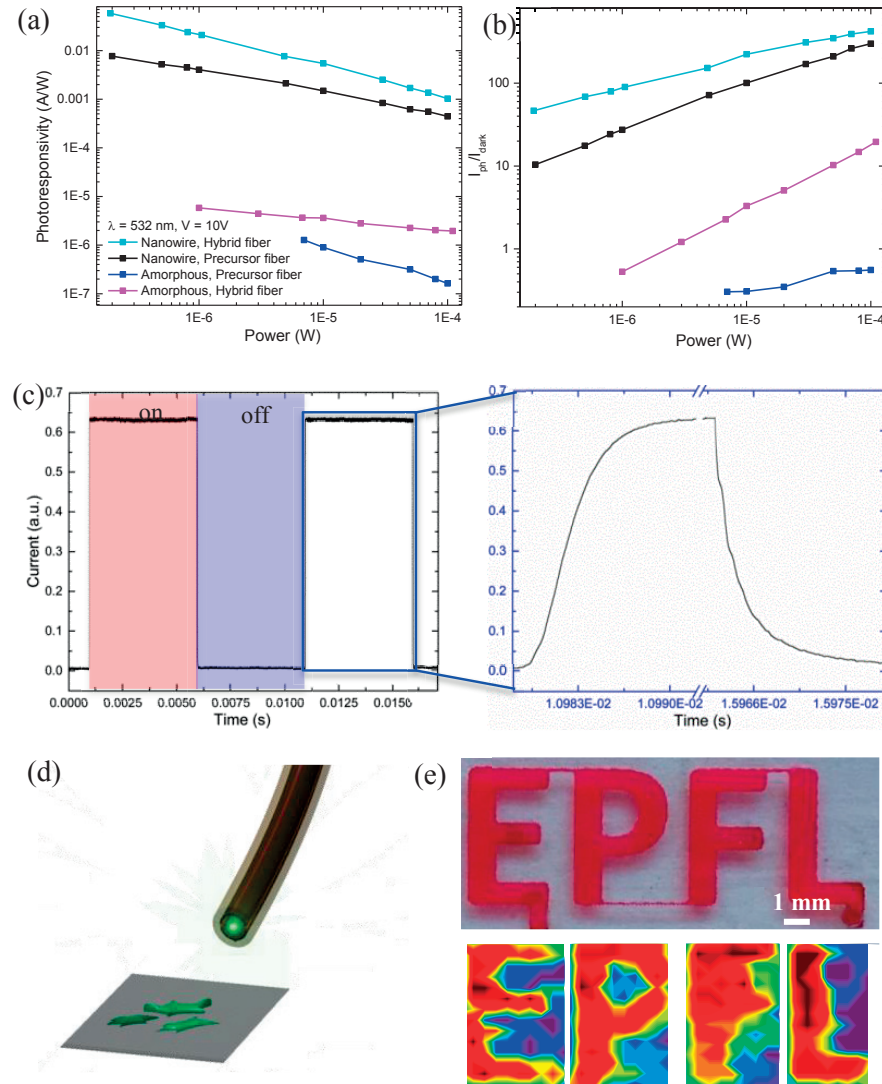 (a)
Photoresponsivity (A/W)
0.01
0.001
1E-4
1E-5
1E-6
1E-7
λ = 532 nm, V = 10V
Nanowire, Hybrid fiber
Nanowire, Precursor fiber
Amorphous, Precursor fiber
Amorphous, Hybrid fiber
1E-6 1E-5 1E-4
Power (W)
(b)
I_ph/I_dark
100
10
1
1E-6 1E-5 1E-4
Power (W)
(c)
Current (a.u.)
0.7
0.6
0.5
0.4
0.3
0.2
0.1
0.0
on off
0.0000 0.0025 0.0050 0.0075 0.0100 0.0125 0.0150
Time (s)
0.7
0.6
0.5
0.4
0.3
0.2
0.1
0.0
1.0983E-02 1.0990E-02 1.5966E-02 1.5975E-02
Time (s)
(d)
(e)
EPFL
1 mm
E P F L